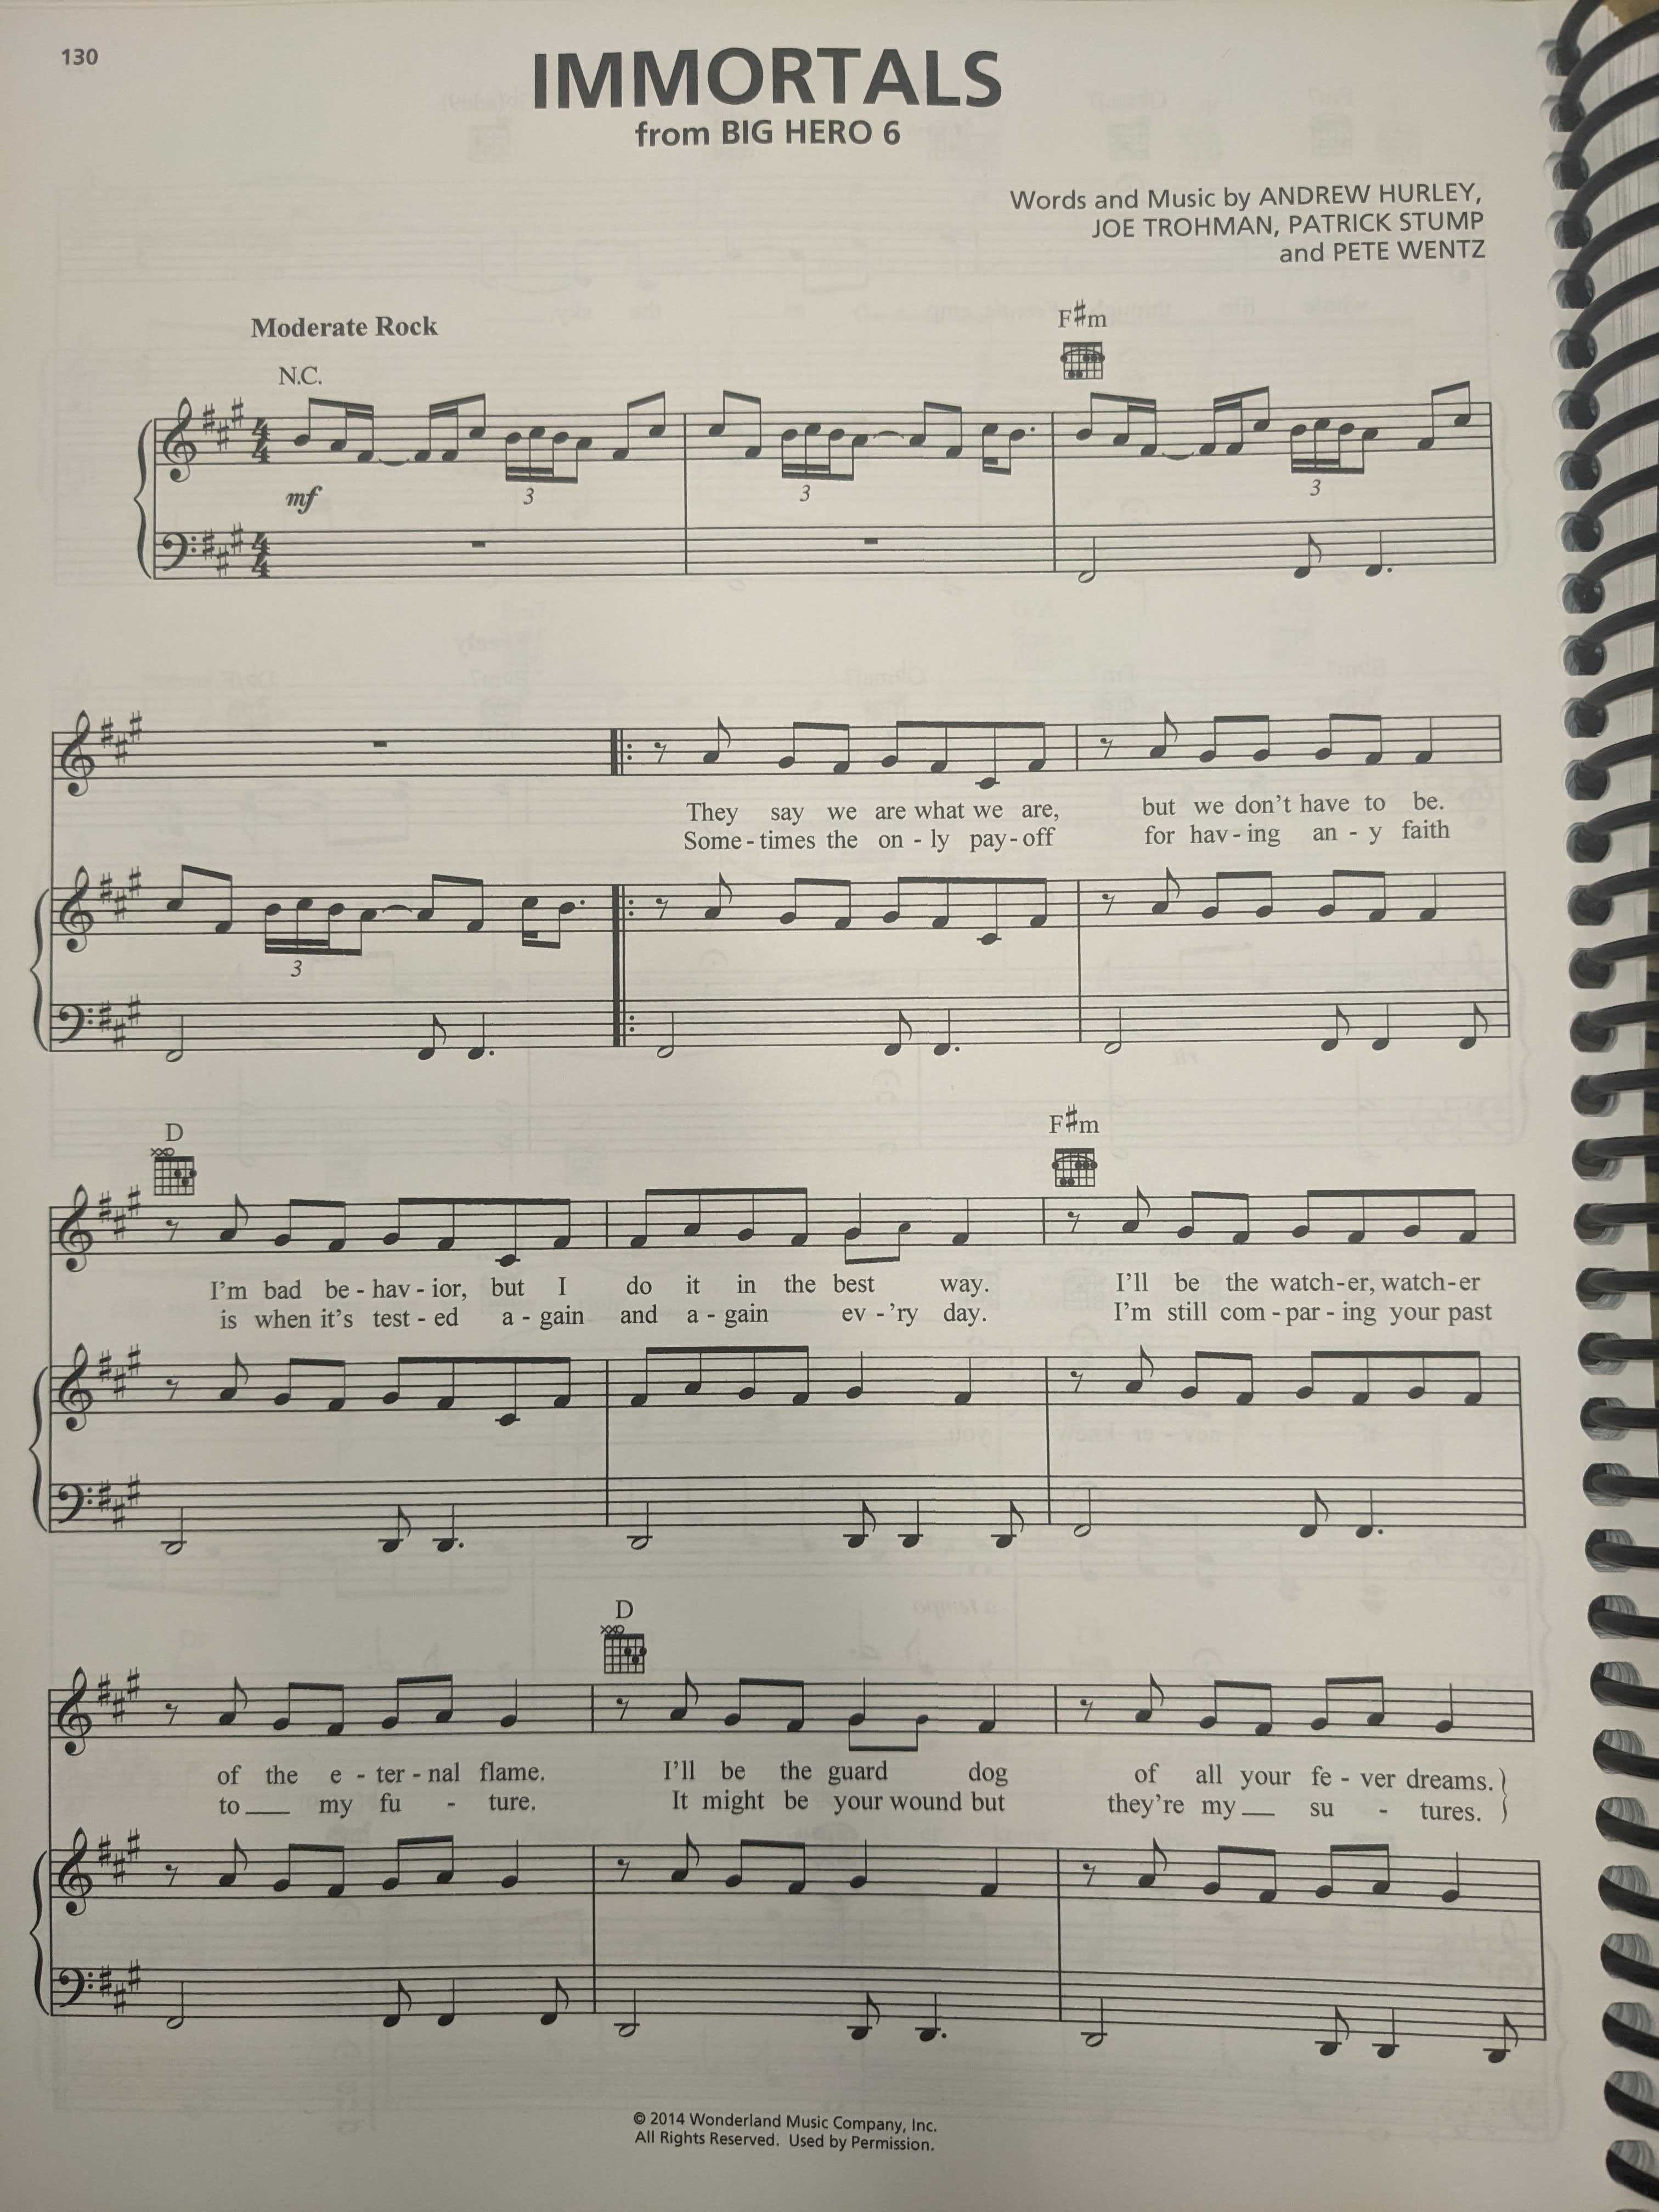 130
IMMORTALS
from BIG HERO 6
Words and Music by ANDREW HURLEY,
JOE TROHMAN, PATRICK STUMP
and PETE WENTZ
Moderate Rock
F#m
N.C.
mf
3
3
3
They say we are what we are, but we don't have to be.
Some - times the on - ly pay - off for hav - ing an - y faith
3
D
F#m
I'm bad be - hav - ior, but I do it in the best way. I'll be the watch - er, watch - er
is when it's test - ed a - gain and a - gain ev - 'ry day. I'm still com - par - ing your past
D
of the e - ter - nal flame. I'll be the guard dog of all your fe - ver dreams.
to my fu - ture. It might be your wound but they're my su - tures.
© 2014 Wonderland Music Company, Inc.
All Rights Reserved. Used by Permission.